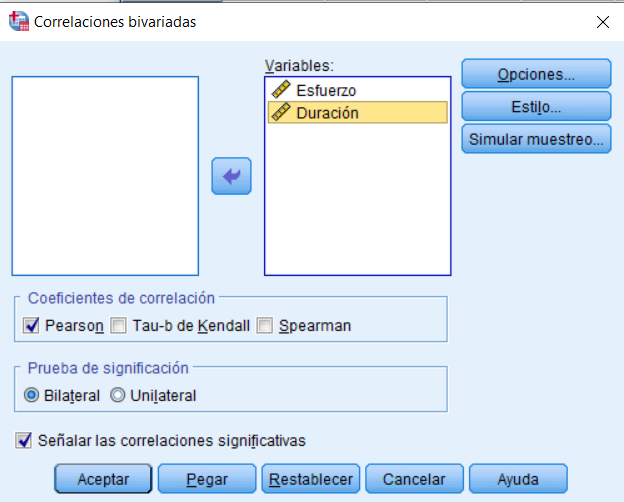 Correlaciones bivariadas
Variables:
Esfuerzo
Duración
Opciones...
Estilo...
Simular muestreo...
Coeficientes de correlación
Pearson Tau-b de Kendall Spearman
Prueba de significación
Bilateral Unilateral
Señalar las correlaciones significativas
Aceptar Pegar Restablecer Cancelar Ayuda